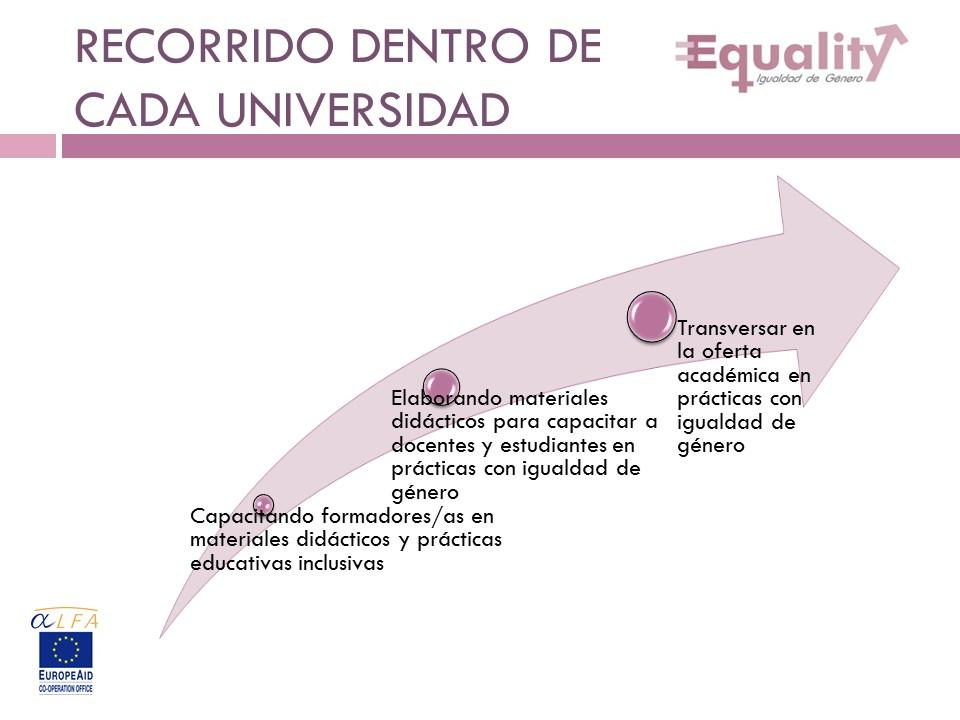 RECORRIDO DENTRO DE
CADA UNIVERSIDAD
Equality
Igualdad de Género
Transversar en
la oferta
académica en
prácticas con
igualdad de
género
Elaborando materiales
didácticos para capacitar a
docentes y estudiantes en
prácticas con igualdad de
género
Capacitando formadores/as en
materiales didácticos y prácticas
educativas inclusivas
αLFA
EUROPEAID
CO-OPERATION OFFICE